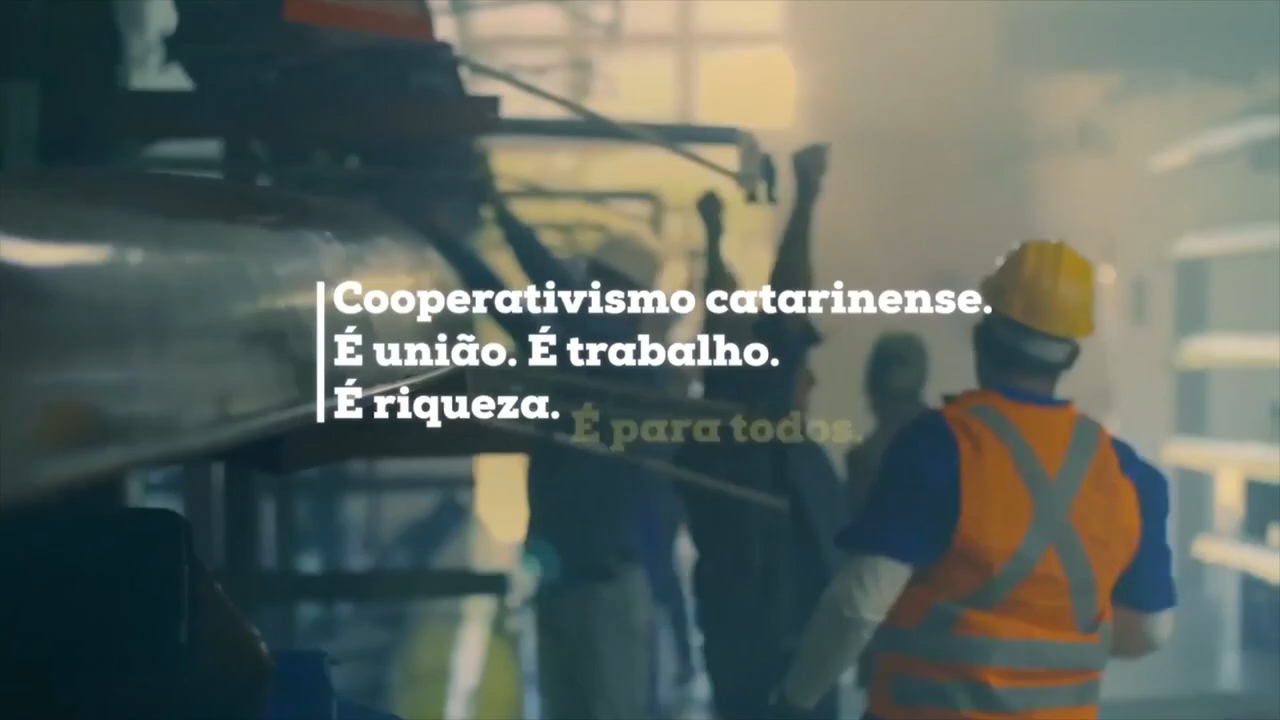 Cooperativismo catarinense.
É união. É trabalho.
É riqueza. É para todos.